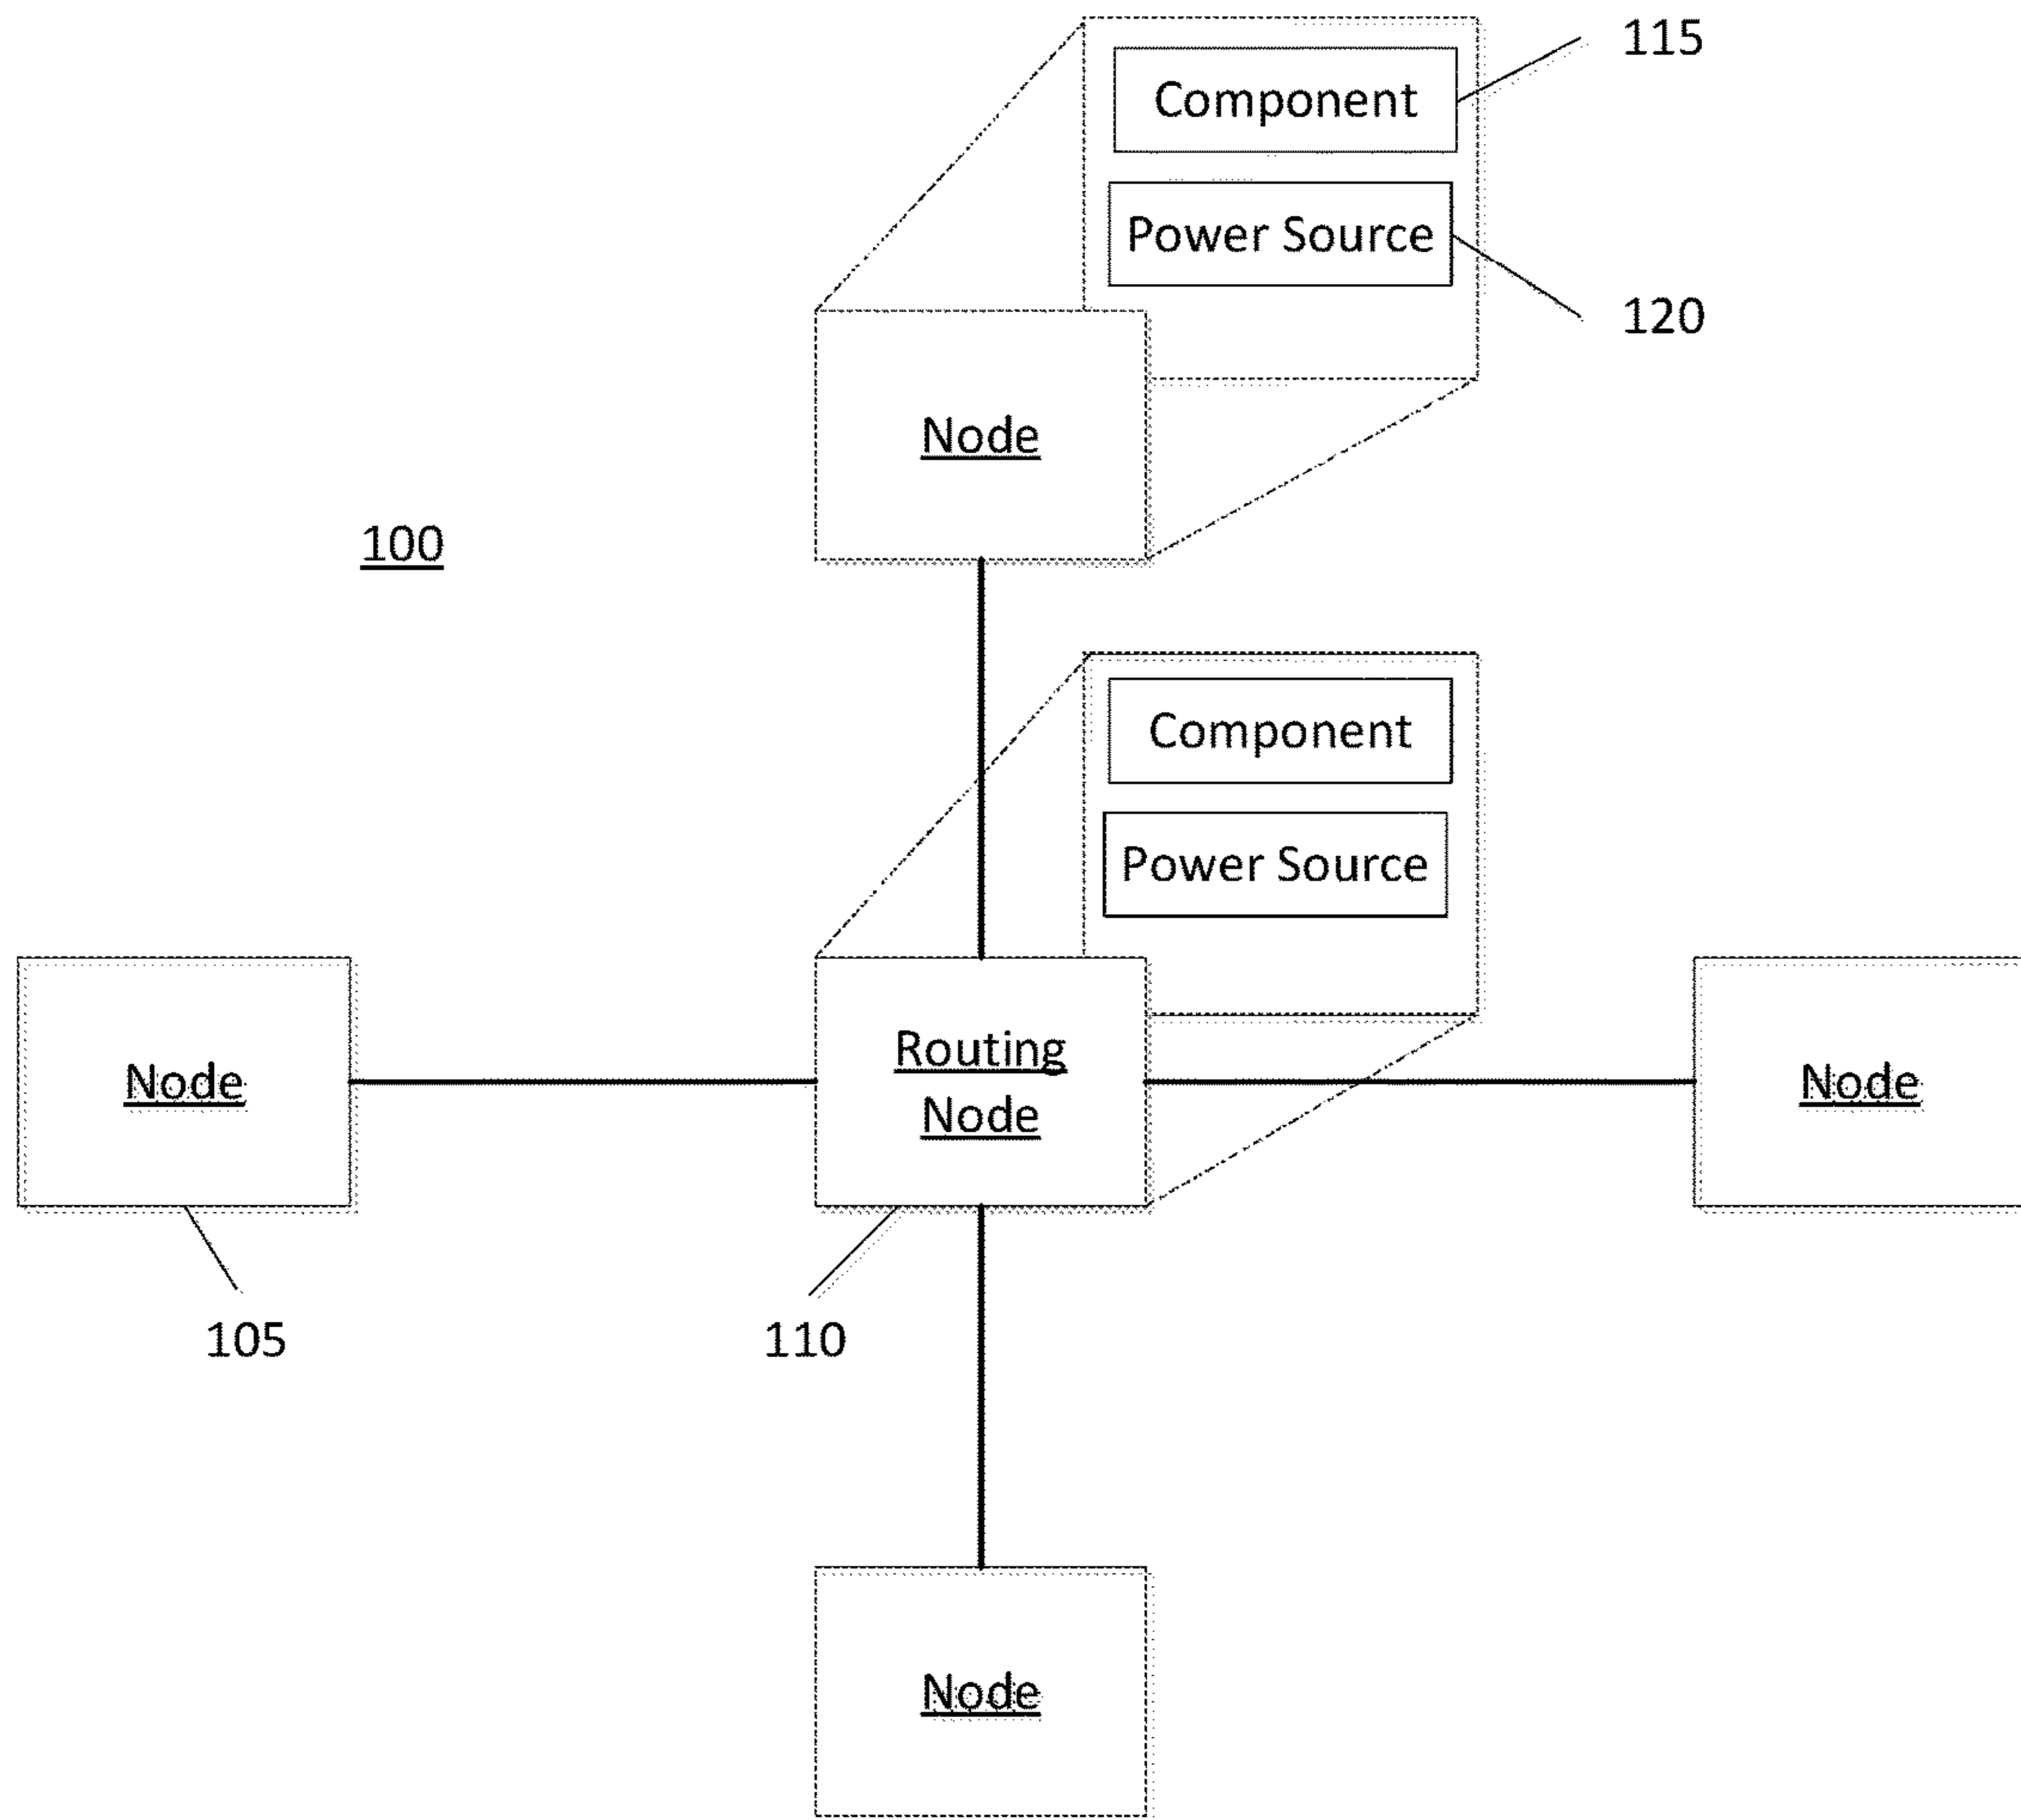 115
Component
Power Source
120
Node
100
Component
Power Source
Node
Routing
Node
Node
105
110
Node